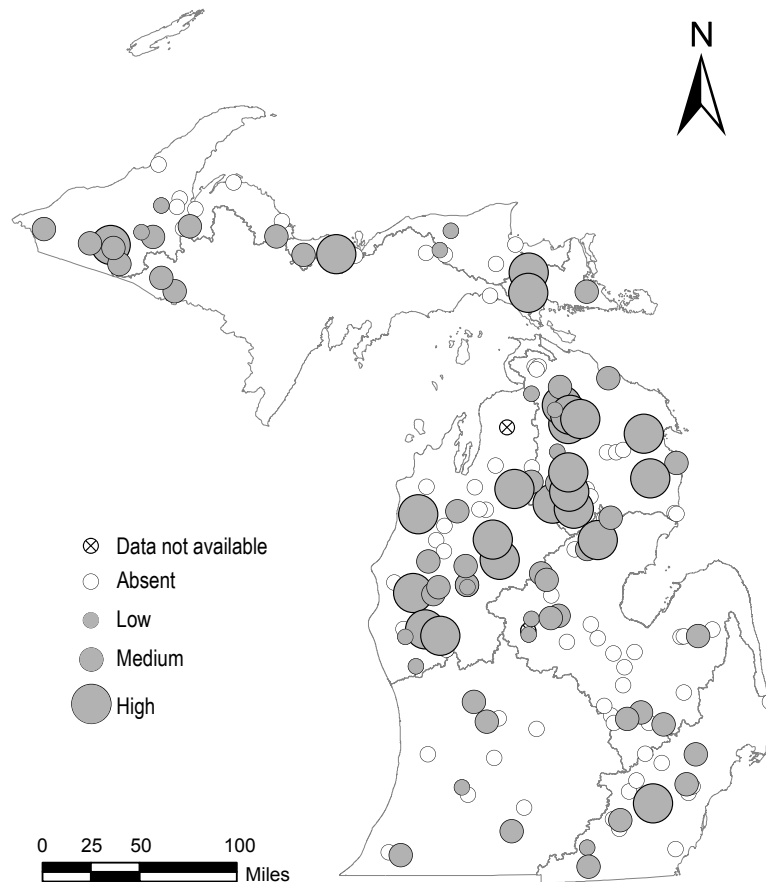 N
Data not available
Absent
Low
Medium
High
0 25 50 100
Miles